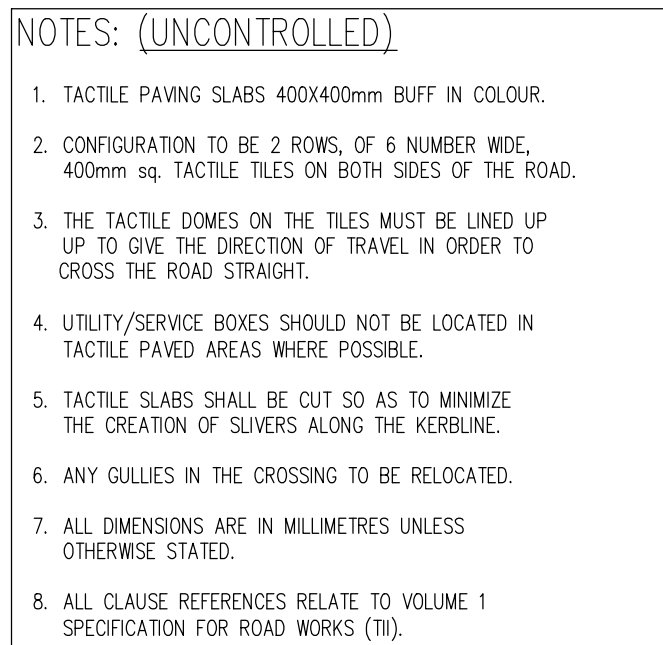 NOTES: (UNCONTROLLED)
1. TACTILE PAVING SLABS 400X400mm BUFF IN COLOUR.
2. CONFIGURATION TO BE 2 ROWS, OF 6 NUMBER WIDE,
400mm sq. TACTILE TILES ON BOTH SIDES OF THE ROAD.
3. THE TACTILE DOMES ON THE TILES MUST BE LINED UP
UP TO GIVE THE DIRECTION OF TRAVEL IN ORDER TO
CROSS THE ROAD STRAIGHT.
4. UTILITY/SERVICE BOXES SHOULD NOT BE LOCATED IN
TACTILE PAVED AREAS WHERE POSSIBLE.
5. TACTILE SLABS SHALL BE CUT SO AS TO MINIMIZE
THE CREATION OF SLIVERS ALONG THE KERBLINE.
6. ANY GULLIES IN THE CROSSING TO BE RELOCATED.
7. ALL DIMENSIONS ARE IN MILLIMETRES UNLESS
OTHERWISE STATED.
8. ALL CLAUSE REFERENCES RELATE TO VOLUME 1
SPECIFICATION FOR ROAD WORKS (TII).